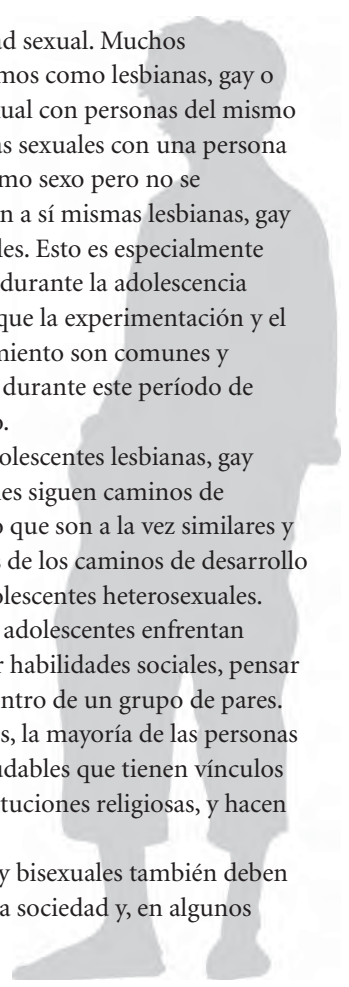 d sexual. Muchos
mos como lesbianas, gay o
ual con personas del mismo
s sexuales con una persona
mo sexo pero no se
n a sí mismas lesbianas, gay
les. Esto es especialmente
durante la adolescencia
que la experimentación y el
miento son comunes y
durante este período de
o.
olescentes lesbianas, gay
es siguen caminos de
o que son a la vez similares y
s de los caminos de desarrollo
olescentes heterosexuales.
adolescentes enfrentan
r habilidades sociales, pensar
entro de un grupo de pares.
s, la mayoría de las personas
udables que tienen vínculos
tuciones religiosas, y hacen
y bisexuales también deben
a sociedad y, en algunos